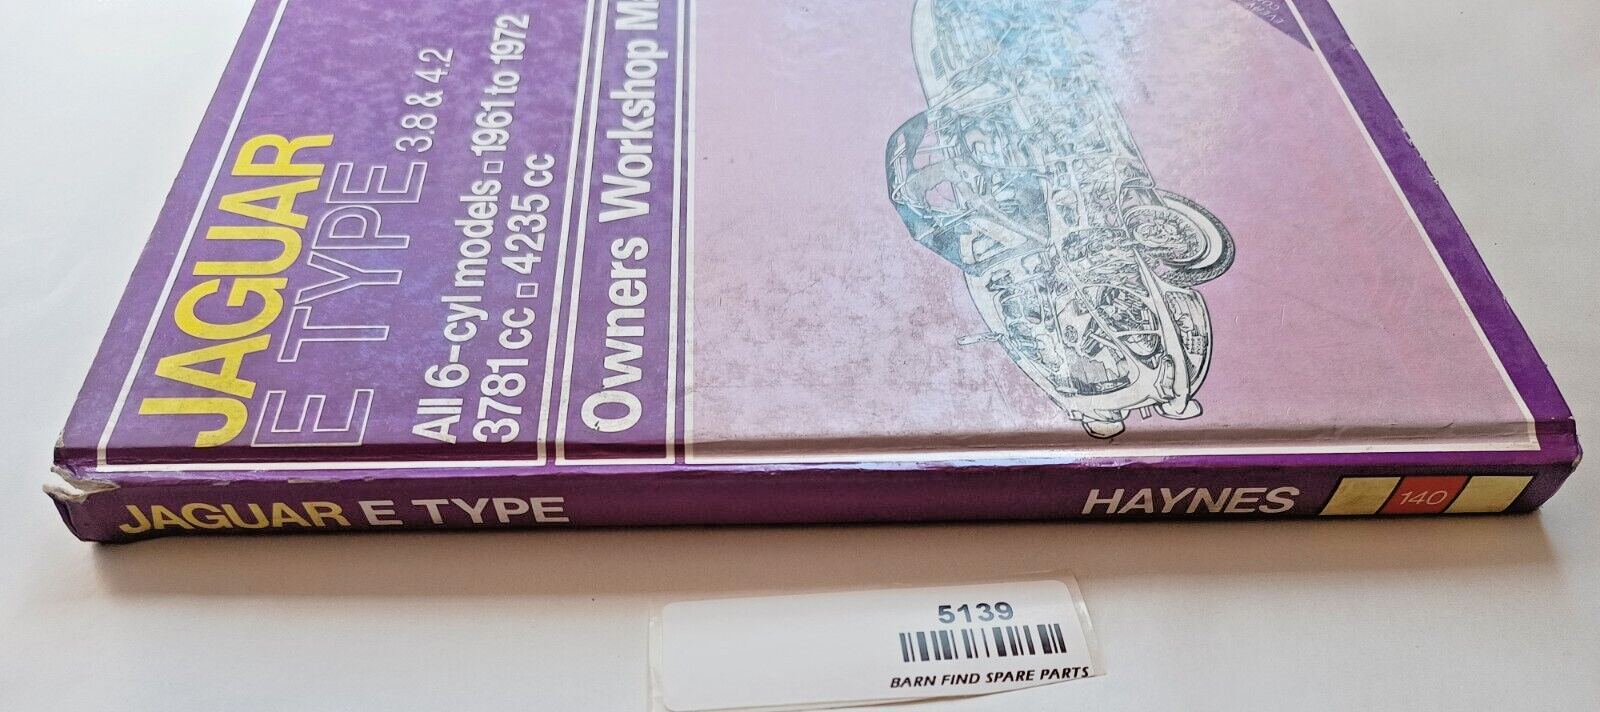 JAGUAR
E TYPE 3.8 & 4.2
All 6-cyl models 1961 to 1972
3781 cc 4235 cc
Owners Workshop
JAGUAR E TYPE
HAYNES
140
5139
BARN FIND SPARE PARTS